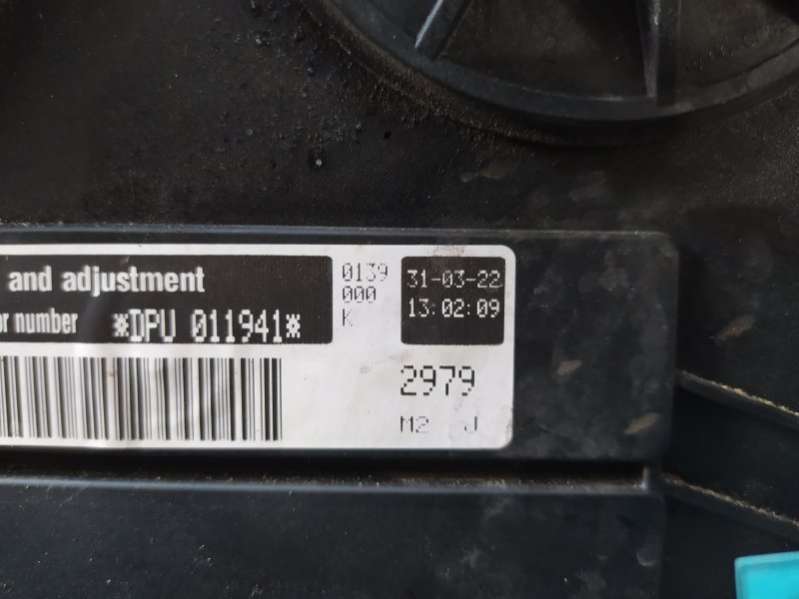 and adjustment
or number *DPU 011941*
0139
000
K
31-03-22
13:02:09
2979
M2 J